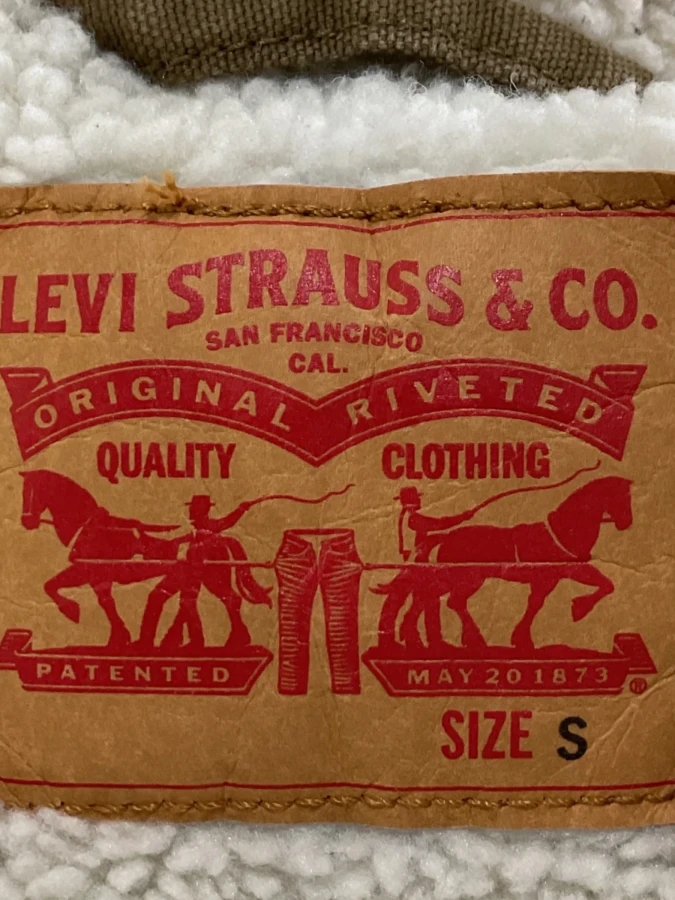 LEVI STRAUSS & CO.
SAN FRANCISCO
CAL.
ORIGINAL RIVETED
QUALITY CLOTHING
PATENTED MAY 20 1873 ®
SIZE S